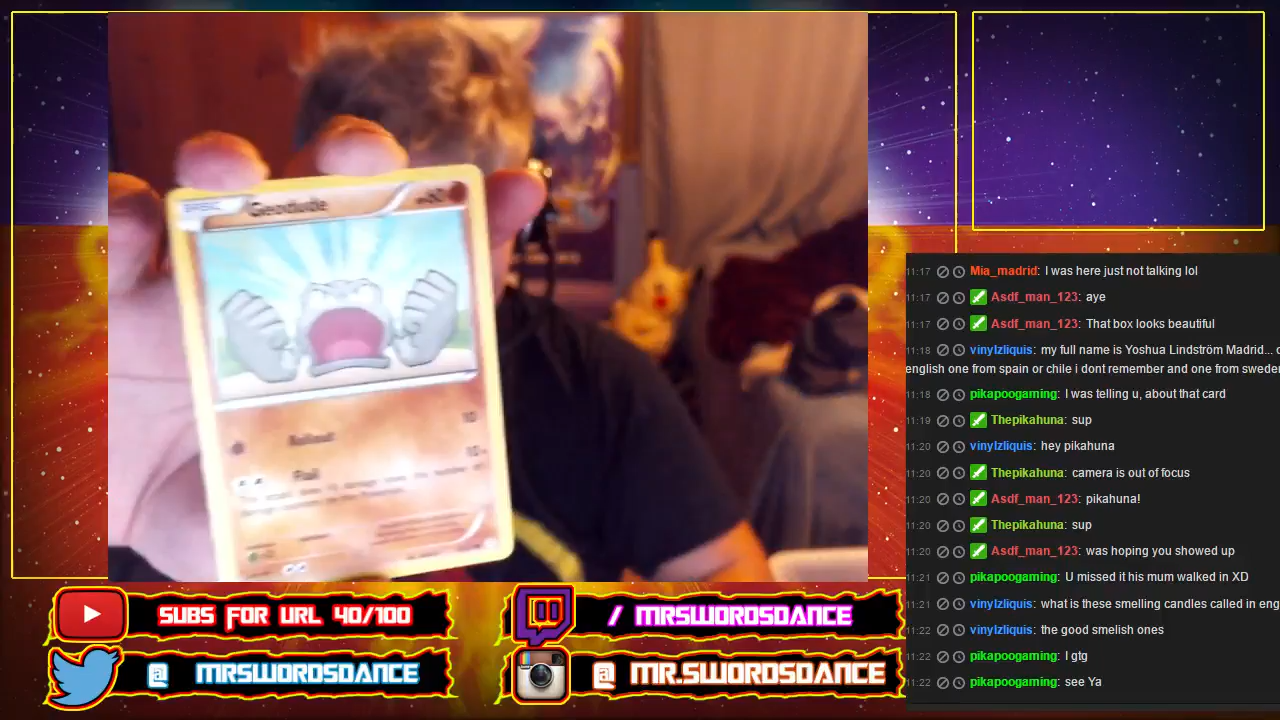 BASIC Geodude
10
Rollout
10
SUBS FOR URL 40/100
/ MRSWORDSDANCE
@ MRSWORDSDANCE
@ MR.SWORDSDANCE
11:17 Mia_madrid: I was here just not talking lol
11:17 Asdf_man_123: aye
11:17 Asdf_man_123: That box looks beautiful
11:18 vinylzliquis: my full name is Yoshua Lindström Madrid...
english one from spain or chile i dont remember and one from sweden
11:18 pikapoogaming: I was telling u, about that card
11:19 Thepikahuna: sup
11:20 vinylzliquis: hey pikahuna
11:20 Thepikahuna: camera is out of focus
11:20 Asdf_man_123: pikahuna!
11:20 Thepikahuna: sup
11:20 Asdf_man_123: was hoping you showed up
11:21 pikapoogaming: U missed it his mum walked in XD
11:21 vinylzliquis: what is these smelling candles called in eng
11:22 vinylzliquis: the good smelish ones
11:22 pikapoogaming: I gtg
11:22 pikapoogaming: see Ya